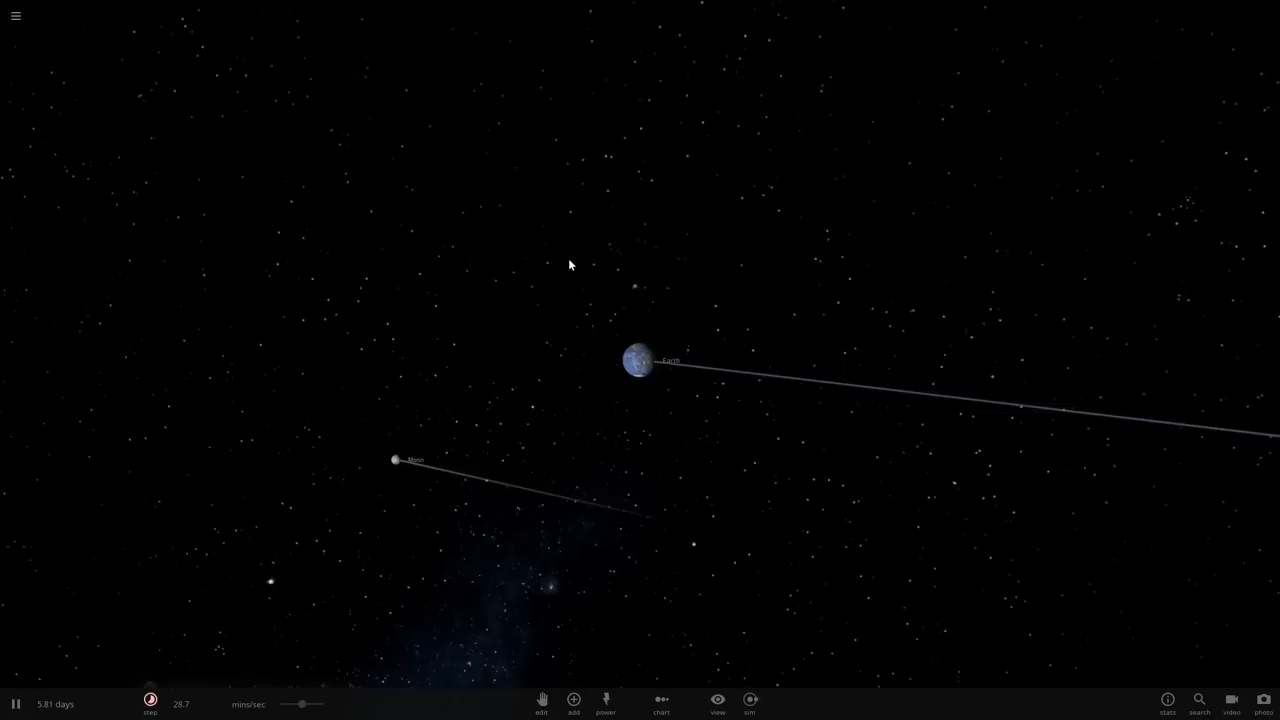 Earth
Moon
5.81 days
step
28.7
mins/sec
edit
add
power
chart
view
sim
stats
search
video
photo